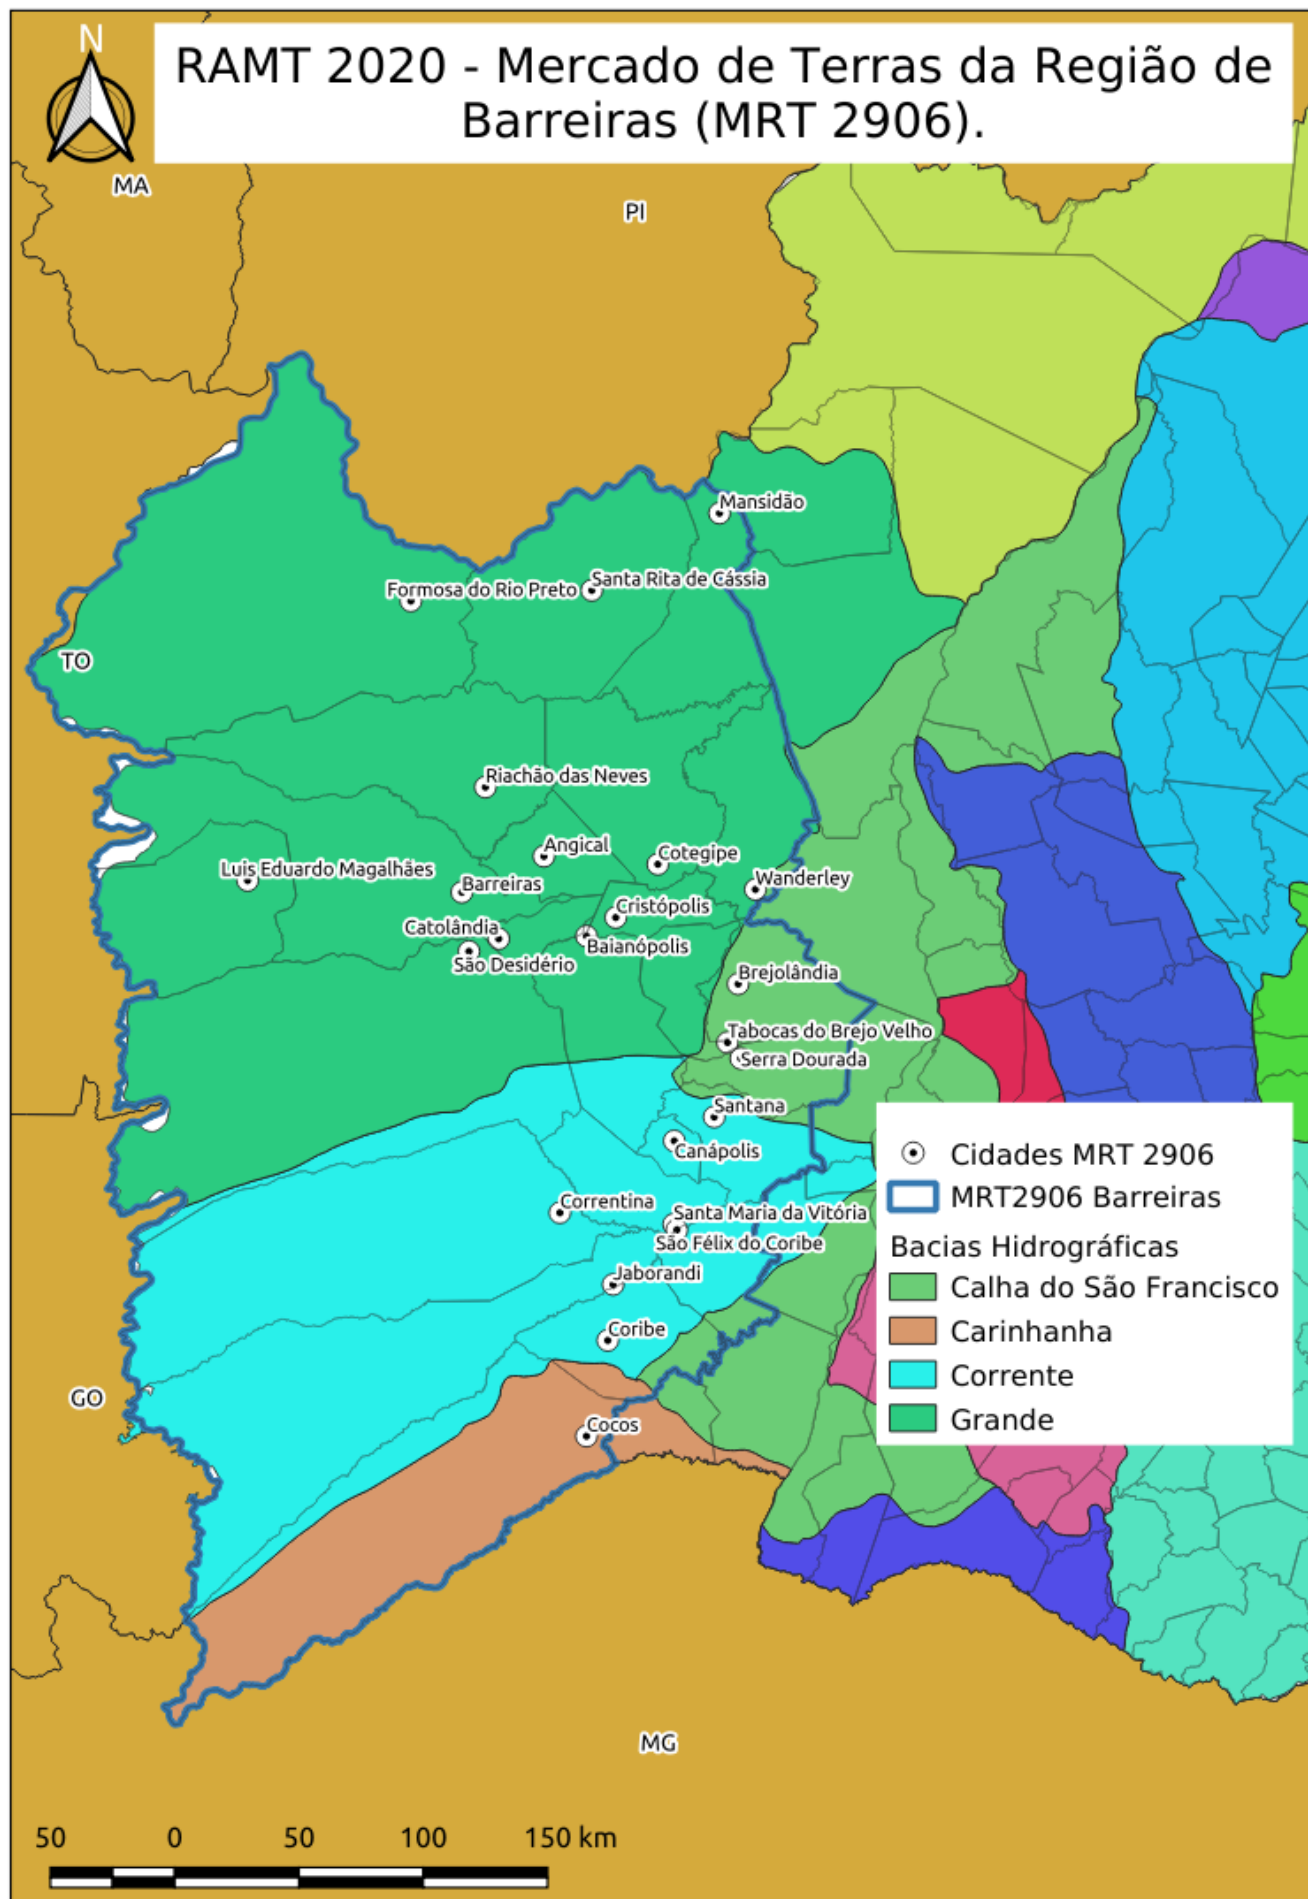 N
RAMT 2020 - Mercado de Terras da Região de
Barreiras (MRT 2906).
MA
PI
Mansidão
Formosa do Rio Preto
Santa Rita de Cássia
TO
Riachão das Neves
Angical
Cotegipe
Luis Eduardo Magalhães
Barreiras
Wanderley
Cristópolis
Catolândia
Baianópolis
São Desidério
Brejolândia
Tabocas do Brejo Velho
Serra Dourada
Santana
Canápolis
Correntina
Santa Maria da Vitória
São Félix do Coribe
Jaborandi
Coribe
GO
Cocos
Cidades MRT 2906
MRT2906 Barreiras
Bacias Hidrográficas
Calha do São Francisco
Carinhanha
Corrente
Grande
MG
50 0 50 100 150 km